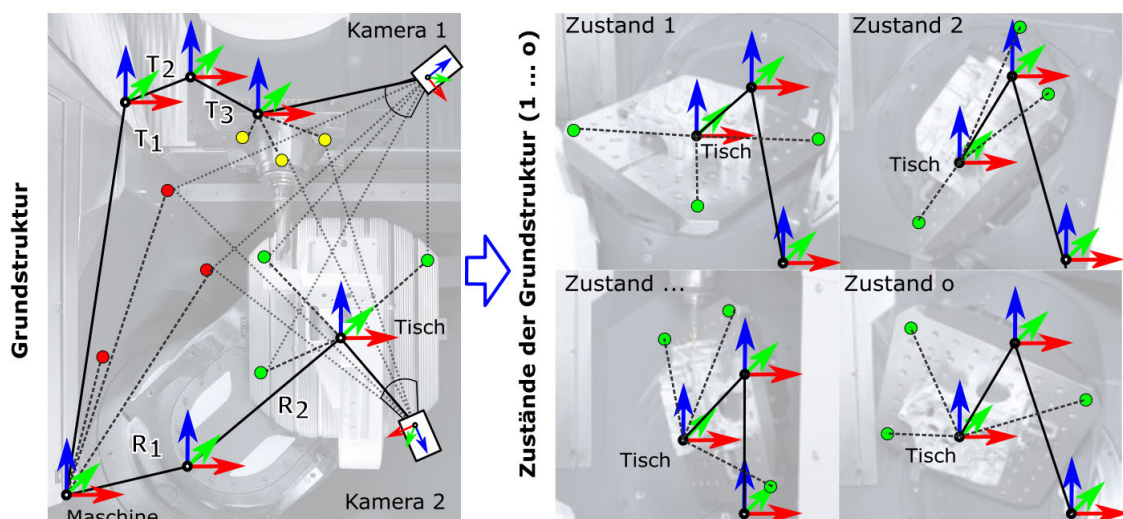 Grundstruktur
Kamera 1
T2
T3
T1
Tisch
R2
R1
Kamera 2
Maschine
Zustände der Grundstruktur (1 ... o)
Zustand 1
Tisch
Zustand 2
Tisch
Zustand ...
Tisch
Zustand o
Tisch